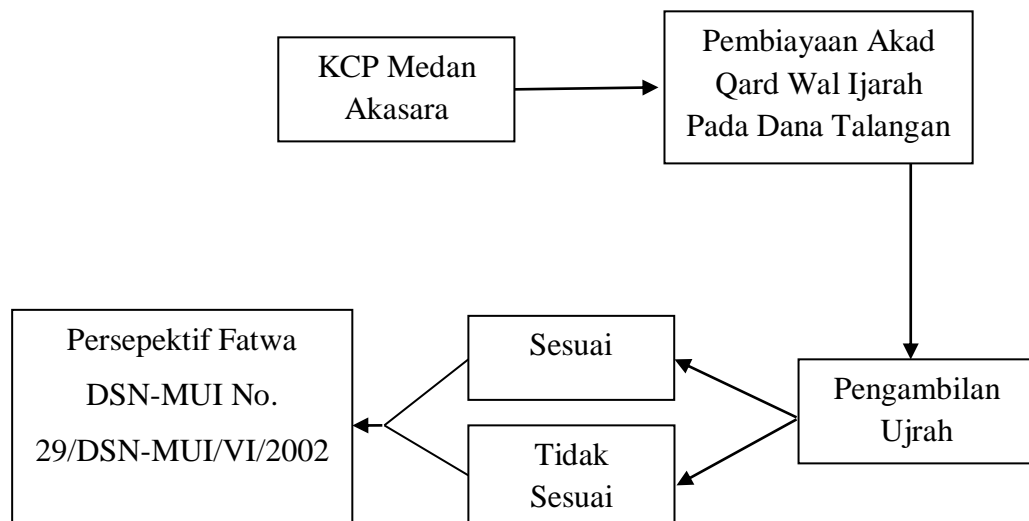 KCP Medan
Akasara
Pembiayaan Akad
Qard Wal Ijarah
Pada Dana Talangan
Pengambilan
Ujrah
Sesuai
Tidak
Sesuai
Persepektif Fatwa
DSN-MUI No.
29/DSN-MUI/VI/2002